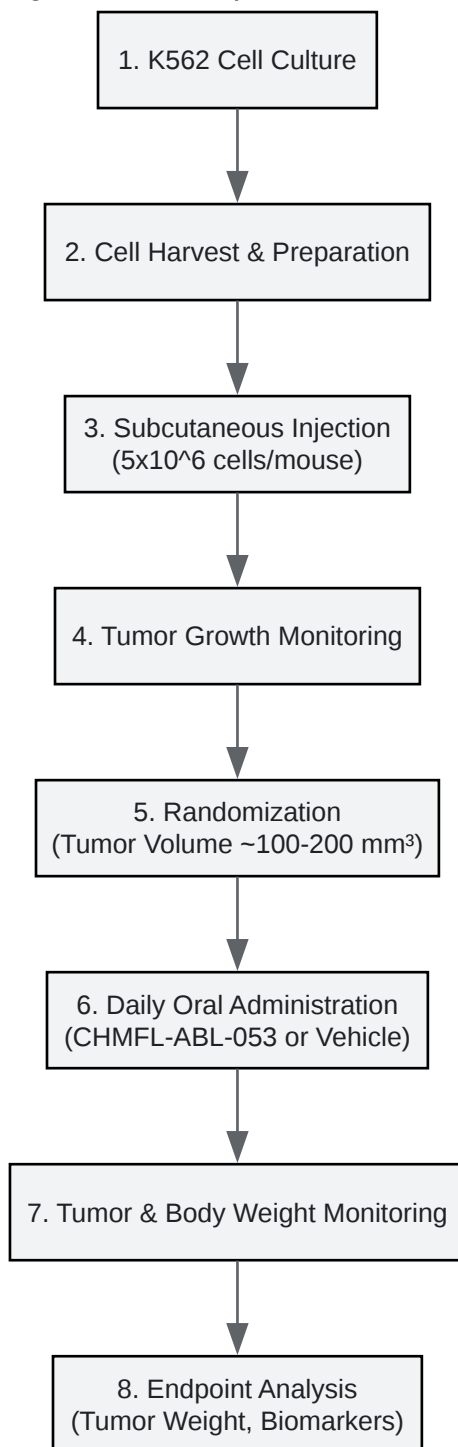 1. K562 Cell Culture
2. Cell Harvest & Preparation
3. Subcutaneous Injection
(5x10^6 cells/mouse)
4. Tumor Growth Monitoring
5. Randomization
(Tumor Volume ~100-200 mm³)
6. Daily Oral Administration
(CHMFL-ABL-053 or Vehicle)
7. Tumor & Body Weight Monitoring
8. Endpoint Analysis
(Tumor Weight, Biomarkers)